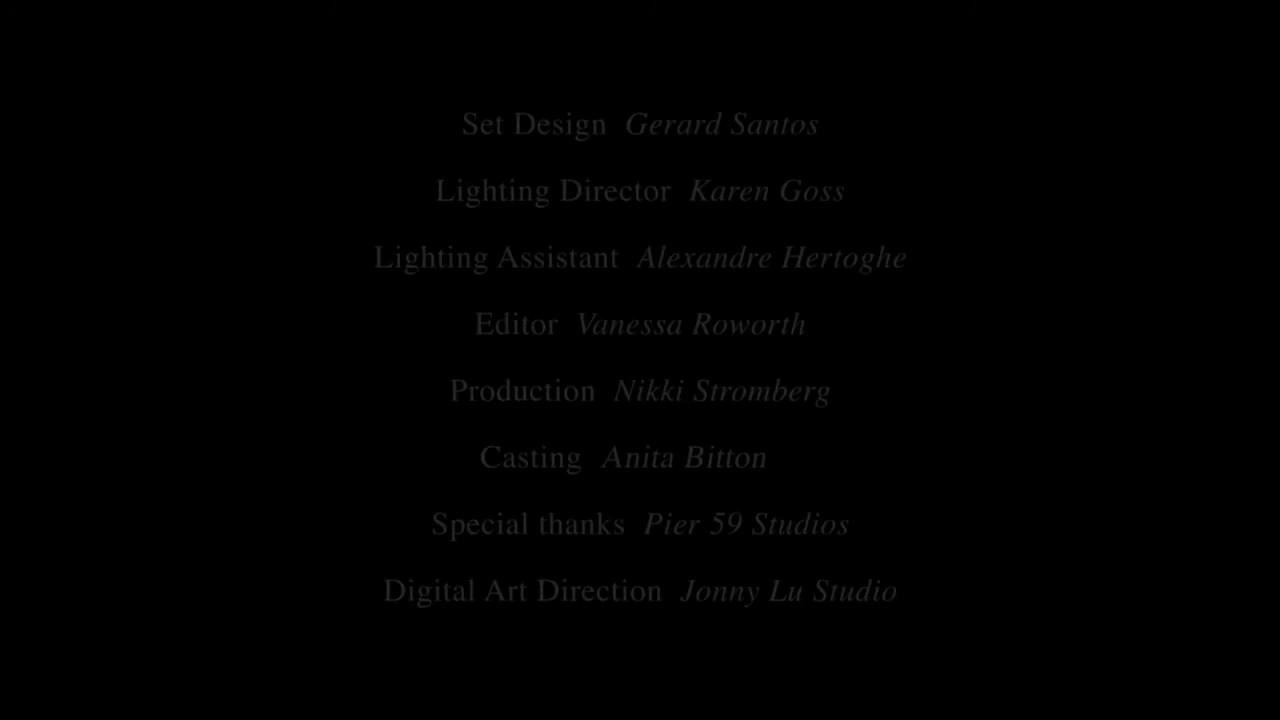 Set Design Gerard Santos
Lighting Director Karen Goss
Lighting Assistant Alexandre Hertoghe
Editor Vanessa Roworth
Production Nikki Stromberg
Casting Anita Bitton
Special thanks Pier 59 Studios
Digital Art Direction Jonny Lu Studio